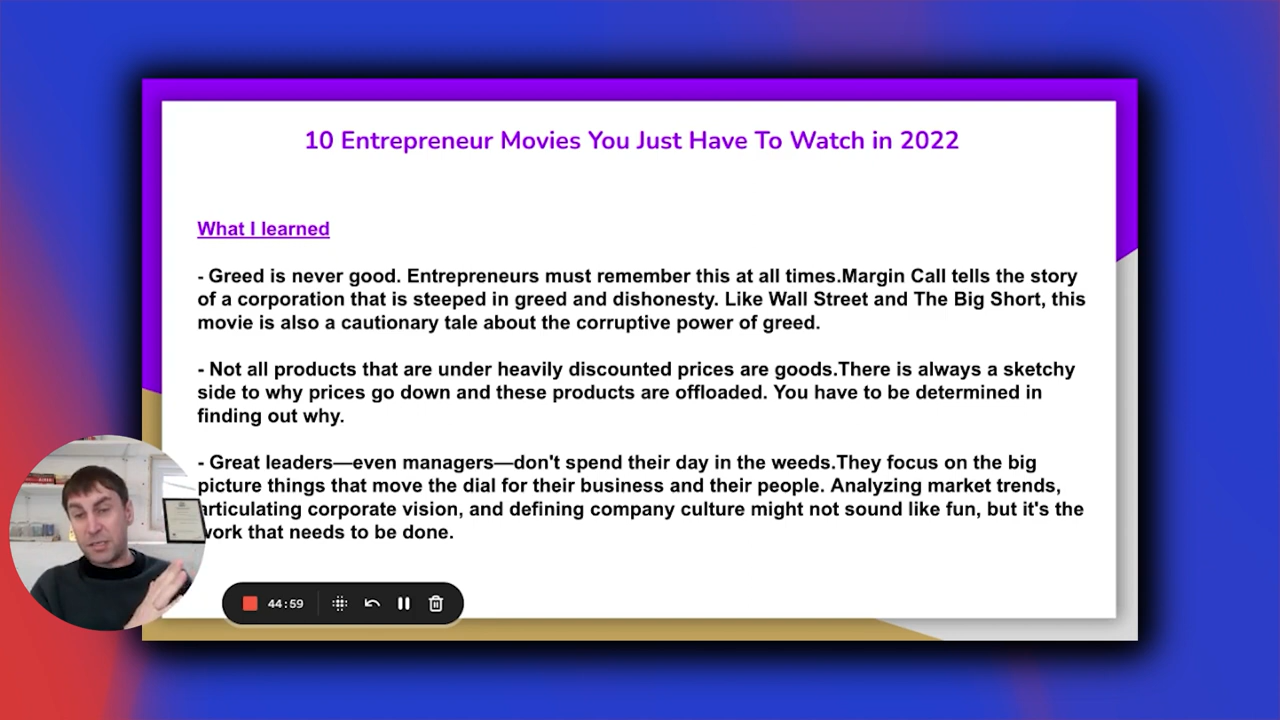 10 Entrepreneur Movies You Just Have To Watch in 2022
What I learned
- Greed is never good. Entrepreneurs must remember this at all times.Margin Call tells the story
of a corporation that is steeped in greed and dishonesty. Like Wall Street and The Big Short, this
movie is also a cautionary tale about the corruptive power of greed.
- Not all products that are under heavily discounted prices are goods.There is always a sketchy
side to why prices go down and these products are offloaded. You have to be determined in
finding out why.
- Great leaders—even managers—don't spend their day in the weeds.They focus on the big
picture things that move the dial for their business and their people. Analyzing market trends,
articulating corporate vision, and defining company culture might not sound like fun, but it's the
work that needs to be done.
44:59